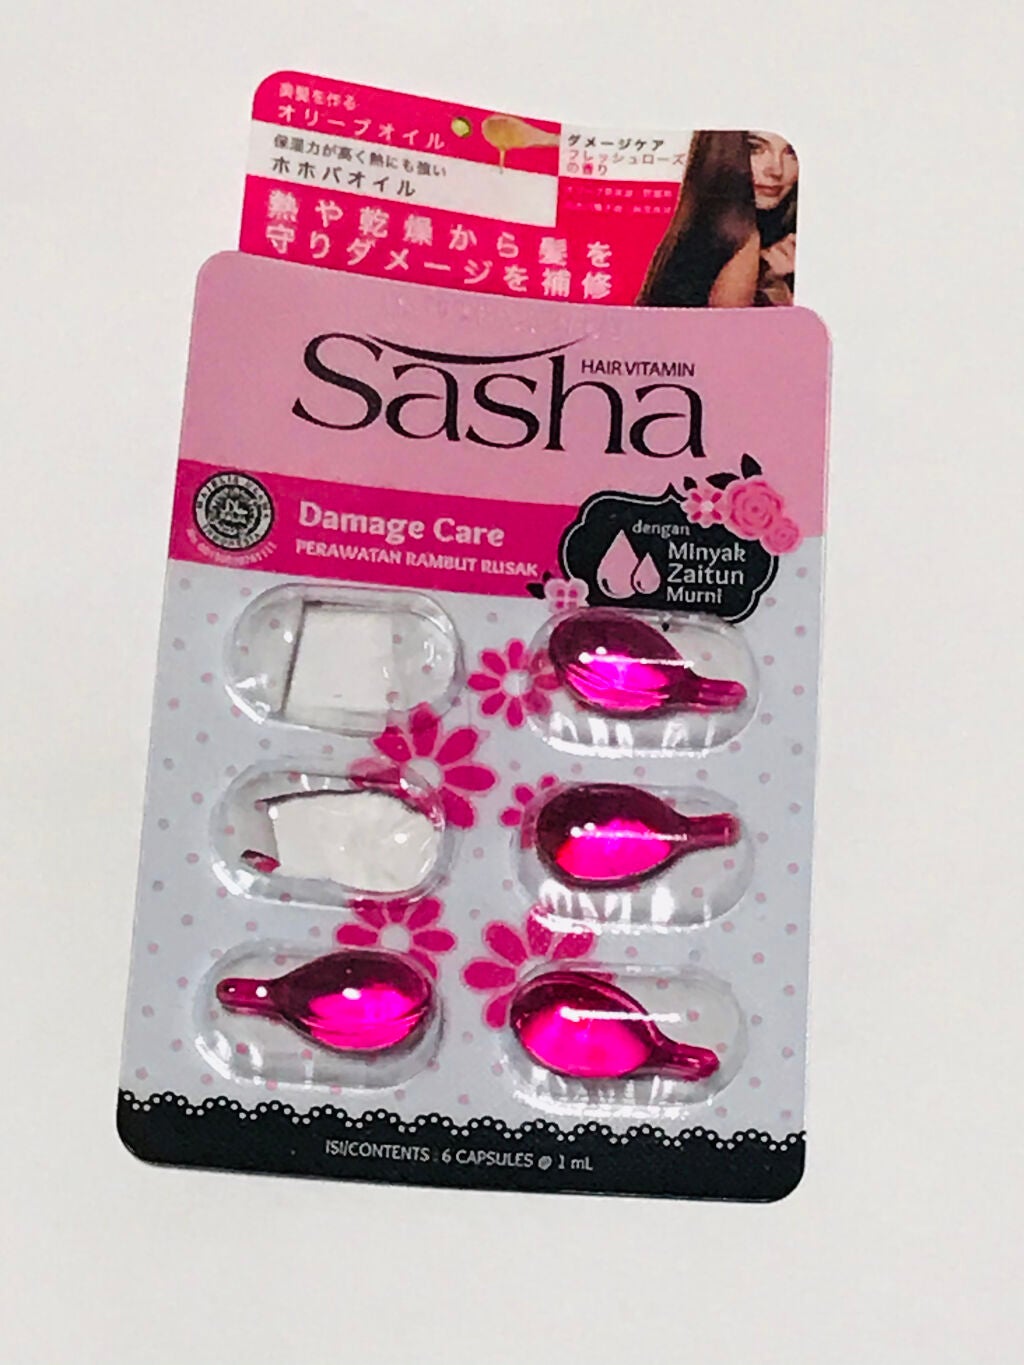 美髪を作る
オリーブオイル
保湿力が高く熱にも強い
ホホバオイル
ダメージケア
フレッシュローズ
の香り
熱や乾燥から髪を
守りダメージを補修
HAIR VITAMIN
Sasha
Damage Care
PERAWATAN RAMBUT RUSAK
dengan
Minyak
Zaitun
Murni
ISI/CONTENTS : 6 CAPSULES @ 1 mL